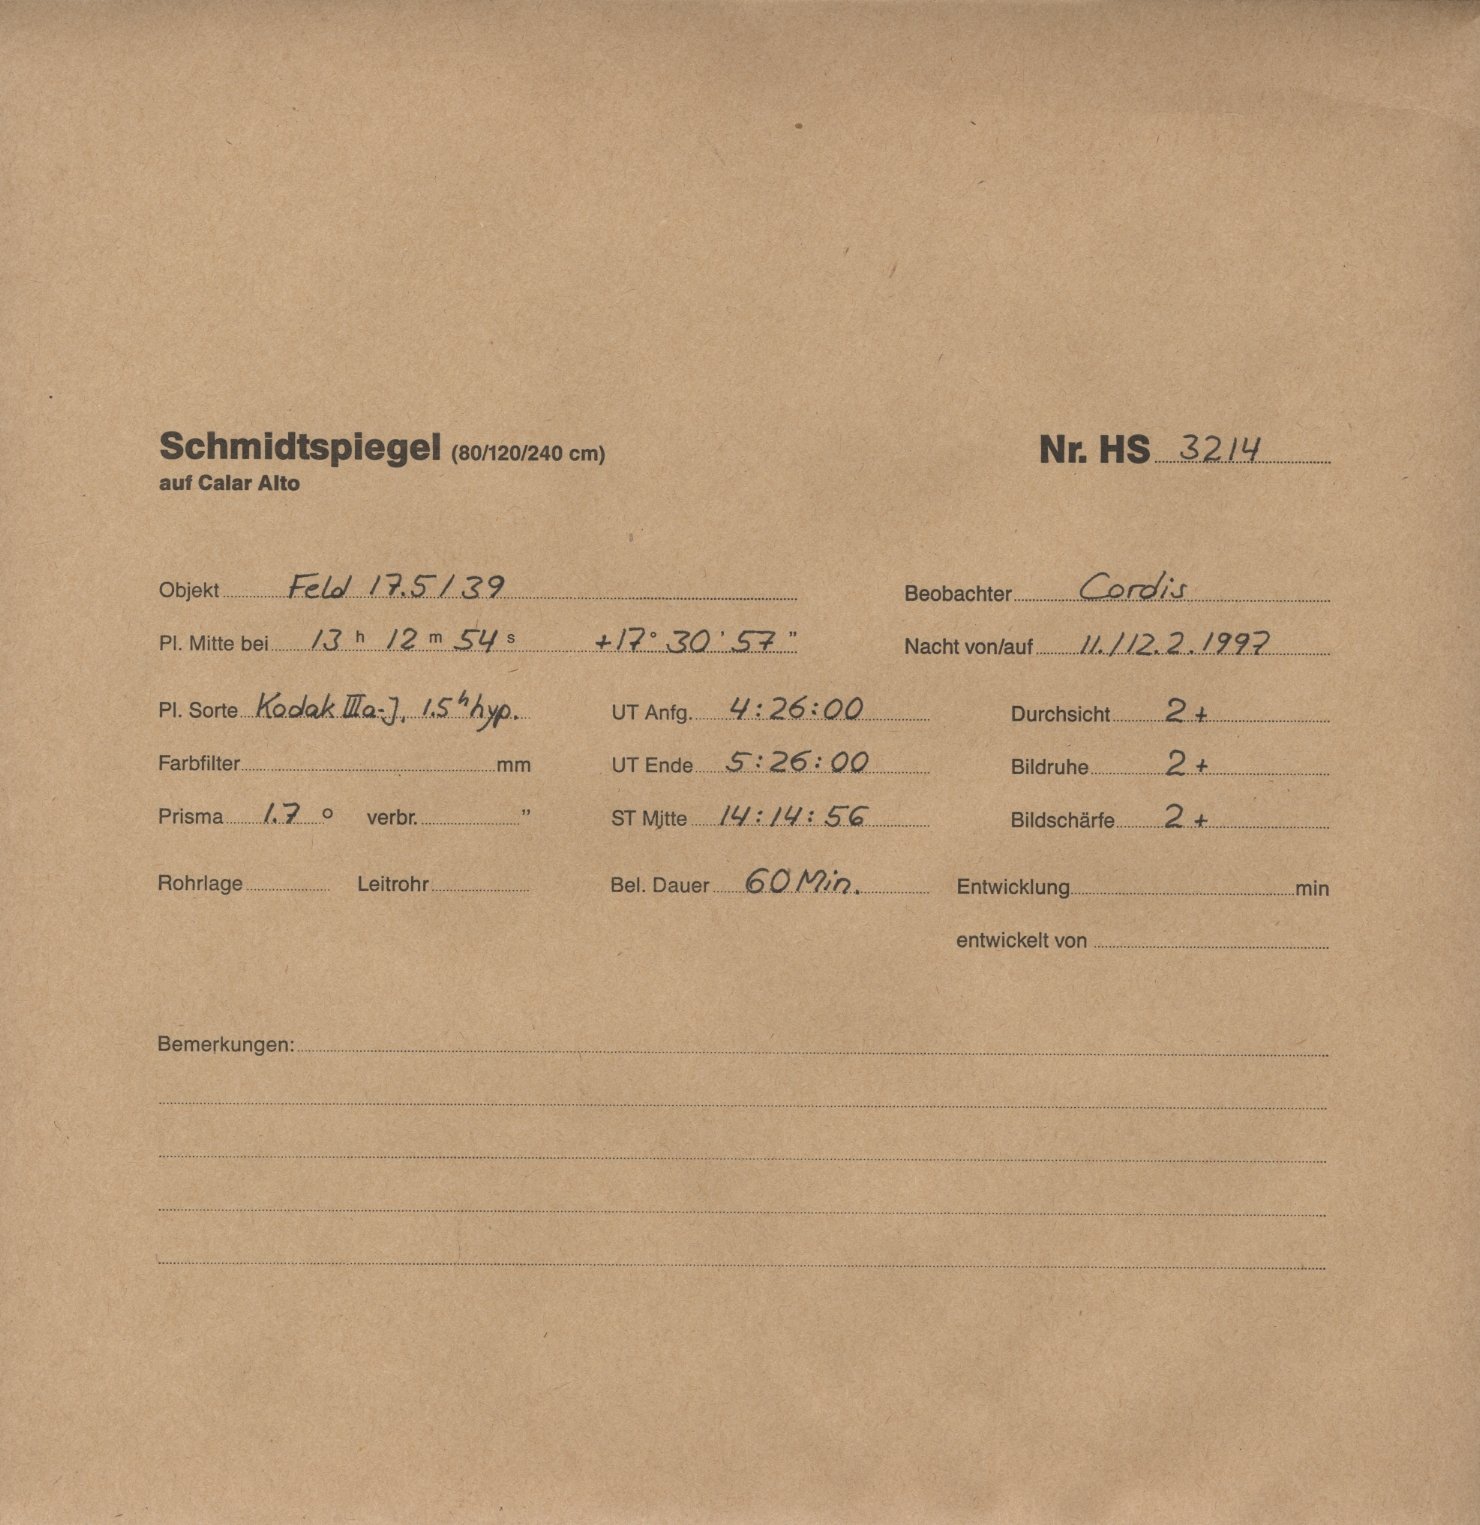 Schmidtspiegel (80/120/240 cm) Nr. HS 3214
auf Calar Alto
Objekt Feld 17.5 / 39 Beobachter Cordis
Pl. Mitte bei 13 h 12 m 54 s +17° 30' 57" Nacht von/auf 11./12.2.1997
Pl. Sorte Kodak IIIa-J, 1.5h hyp. UT Anfg. 4:26:00 Durchsicht 2+
Farbfilter mm UT Ende 5:26:00 Bildruhe 2+
Prisma 1.7 ° verbr. " ST Mitte 14:14:56 Bildschärfe 2+
Rohrlage Leitrohr Bel. Dauer 60 Min. Entwicklung min
entwickelt von
Bemerkungen: